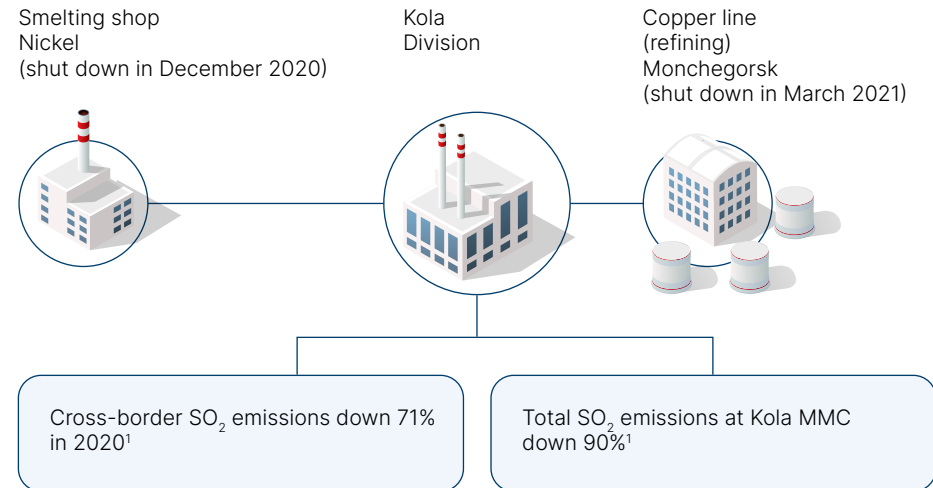 Smelting shop
Nickel
(shut down in December 2020)
Kola
Division
Copper line
(refining)
Monchegorsk
(shut down in March 2021)
Cross-border SO₂ emissions down 71%
in 2020¹
Total SO₂ emissions at Kola MMC
down 90%¹